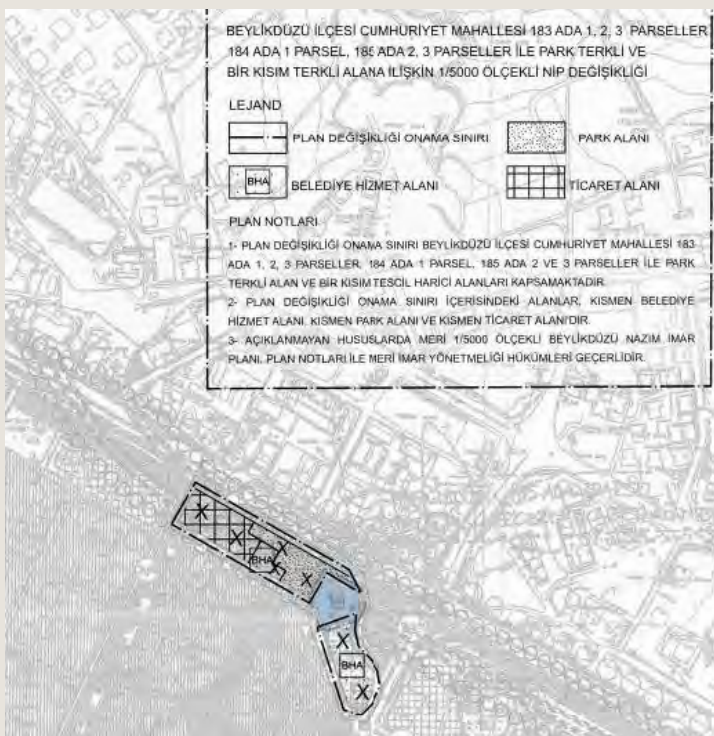 BEYLİKDÜZÜ İLÇESİ CUMHURİYET MAHALLESİ 183 ADA 1, 2, 3 PARSELLER
184 ADA 1 PARSEL, 185 ADA 2, 3 PARSELLER İLE PARK TERKLİ VE
BİR KISIM TERKLİ ALANA İLİŞKİN 1/5000 ÖLÇEKLİ NİP DEĞİŞİKLİĞİ
LEJAND
PLAN DEĞİŞİKLİĞİ ONAMA SINIRI
PARK ALANI
BHA
BELEDİYE HİZMET ALANI
TİCARET ALANI
PLAN NOTLARI
1- PLAN DEĞİŞİKLİĞİ ONAMA SINIRI BEYLİKDÜZÜ İLÇESİ CUMHURİYET MAHALLESİ 183
ADA 1, 2, 3 PARSELLER, 184 ADA 1 PARSEL, 185 ADA 2 VE 3 PARSELLER İLE PARK
TERKLİ ALAN VE BİR KISIM TESCİL HARİCİ ALANLARI KAPSAMAKTADIR.
2- PLAN DEĞİŞİKLİĞİ ONAMA SINIRI İÇERİSİNDEKİ ALANLAR, KISMEN BELEDİYE
HİZMET ALANI, KISMEN PARK ALANI VE KISMEN TİCARET ALANI'DIR.
3- AÇIKLANMAYAN HUSUSLARDA MERİ 1/5000 ÖLÇEKLİ BEYLİKDÜZÜ NAZIM İMAR
PLANI, PLAN NOTLARI İLE MERİ İMAR YÖNETMELİĞİ HÜKÜMLERİ GEÇERLİDİR.
BHA
BHA